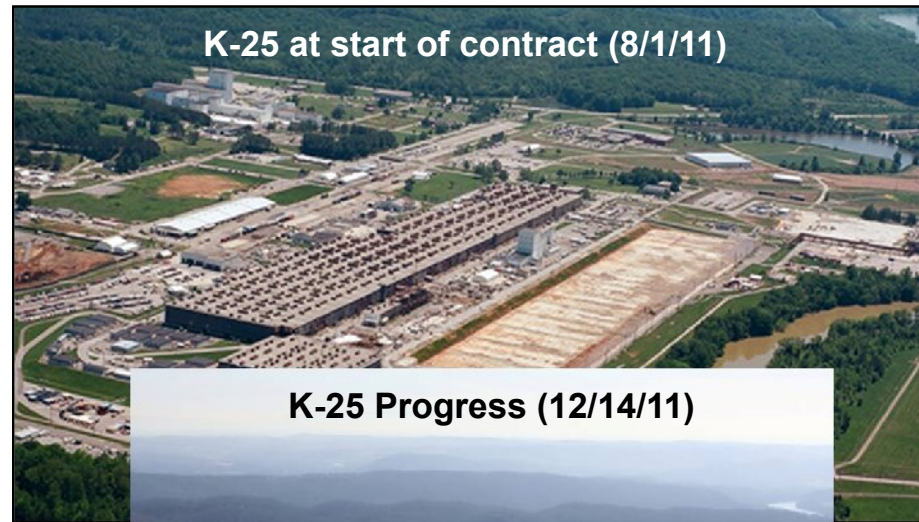 K-25 at start of contract (8/1/11)
K-25 Progress (12/14/11)